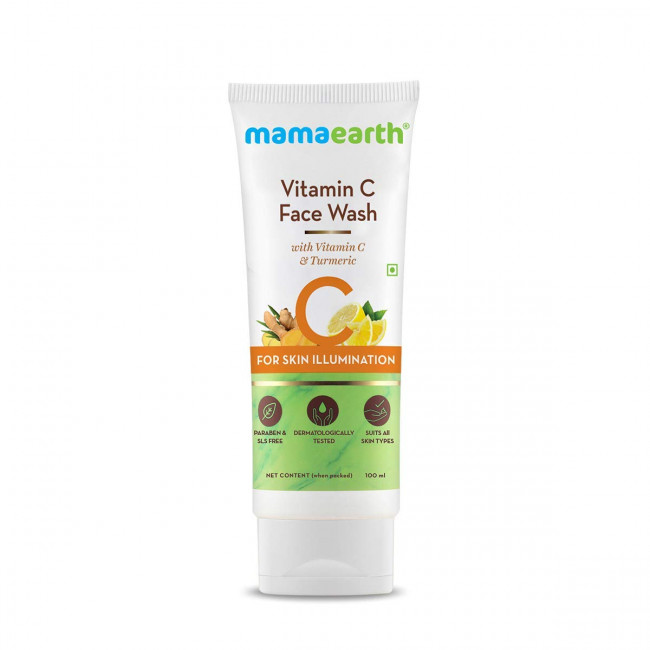 mamaearth®
Vitamin C
Face Wash
with Vitamin C
& Turmeric
C
FOR SKIN ILLUMINATION
PARABEN &
SLS FREE
DERMATOLOGICALLY
TESTED
SUITS All
SKIN TYPES
NET CONTENT (when packed) 100 ml